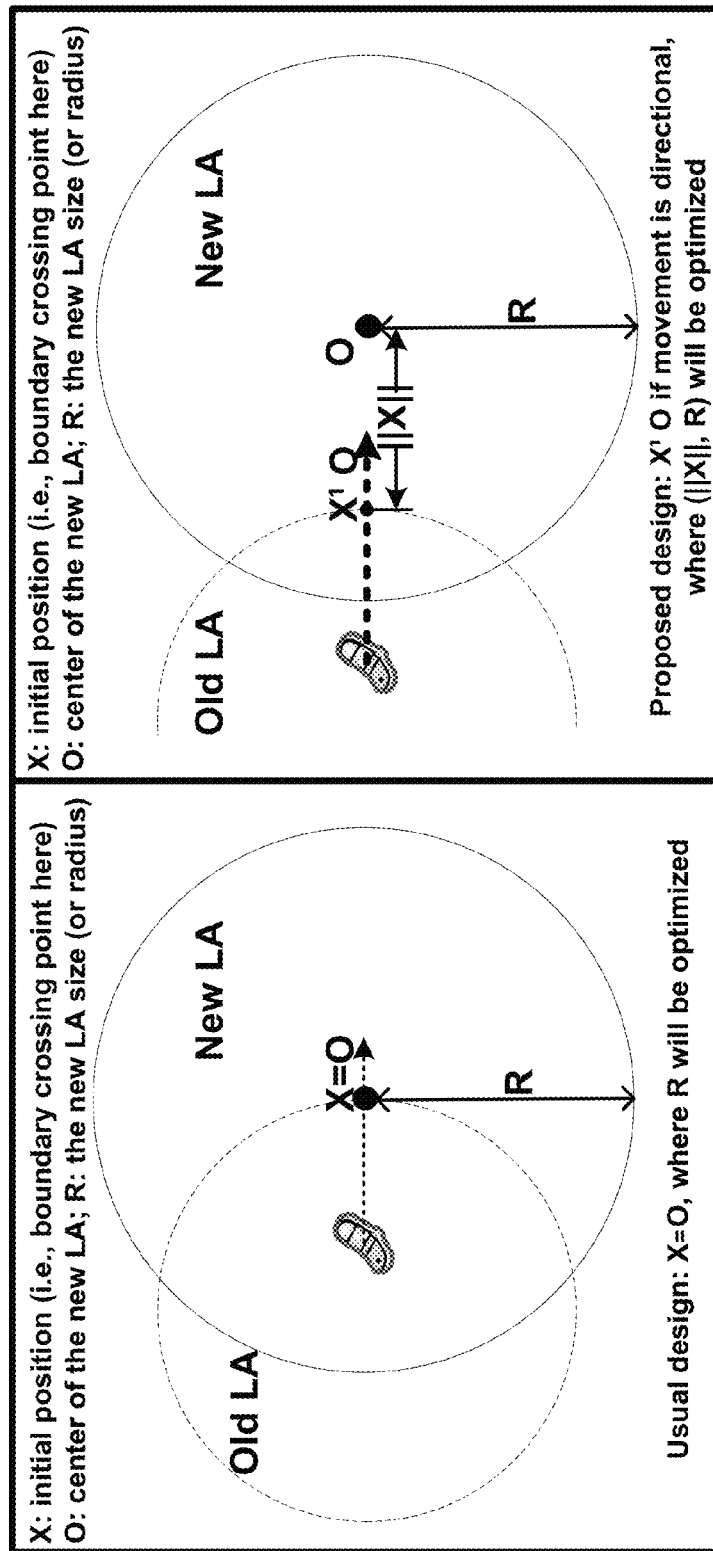 X: initial position (i.e., boundary crossing point here)
O: center of the new LA; R: the new LA size (or radius)
Old LA
New LA
X=O
R
Usual design: X=O, where R will be optimized
X: initial position (i.e., boundary crossing point here)
O: center of the new LA; R: the new LA size (or radius)
Old LA
New LA
X¹ O
O
||X||
R
Proposed design: X¹ O if movement is directional,
where (||X||, R) will be optimized